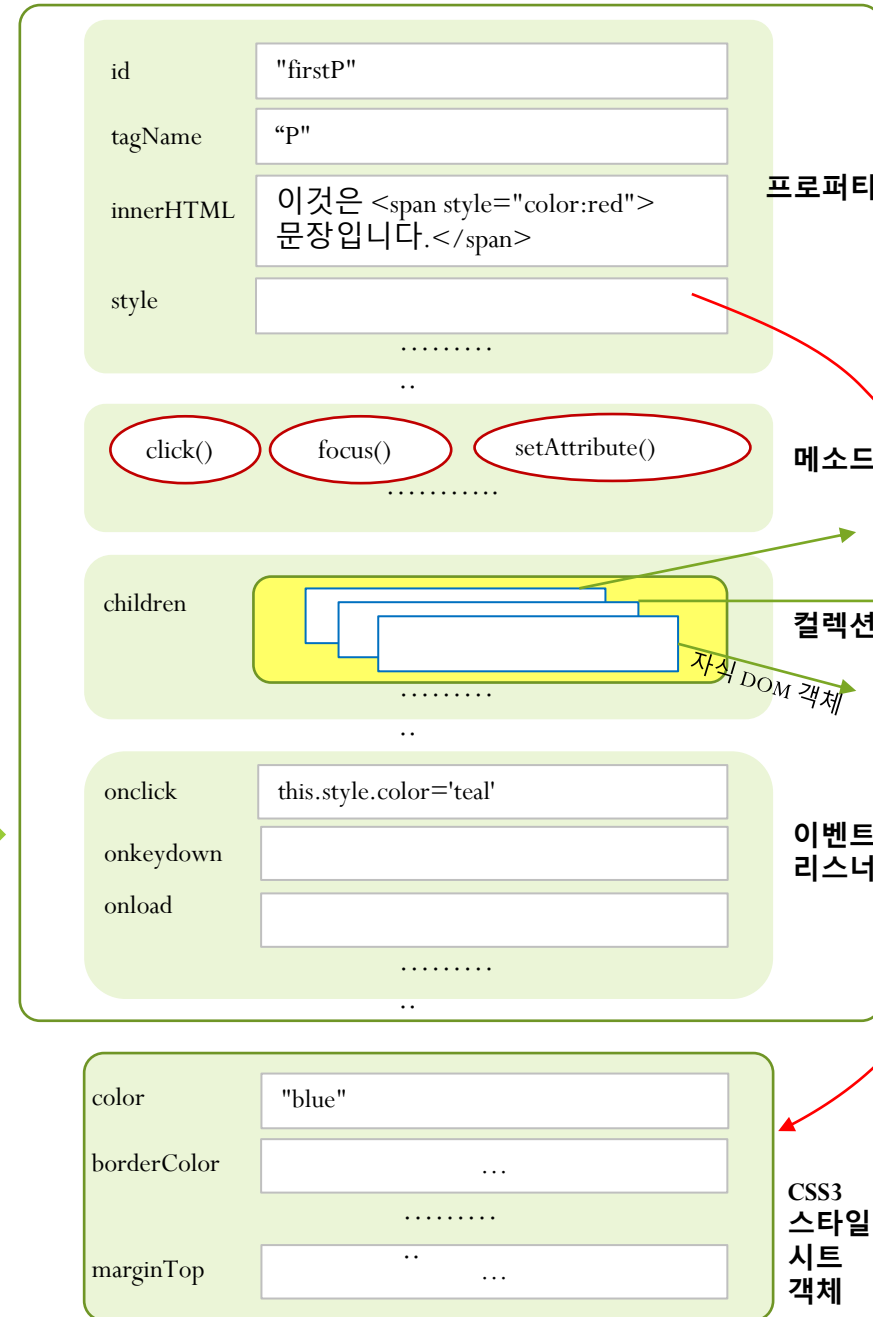 id
"firstP"
tagName
“P"
innerHTML
이것은 <span style="color:red">
문장입니다.</span>
프로퍼티
style
.........
..
click()
focus()
setAttribute()
...........
메소드
children
컬렉션
자식 DOM 객체
.........
..
onclick
this.style.color='teal'
onkeydown
onload
이벤트
리스너
.........
..
color
"blue"
borderColor
...
.........
..
marginTop
...
CSS3
스타일
시트
객체